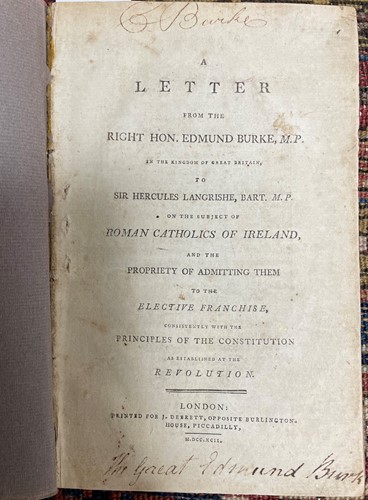 E Burke
A
LETTER
FROM THE
RIGHT HON. EDMUND BURKE, M.P.
IN THE KINGDOM OF GREAT BRITAIN,
TO
SIR HERCULES LANGRISHE, BART. M.P.
ON THE SUBJECT OF
ROMAN CATHOLICS OF IRELAND,
AND THE
PROPRIETY OF ADMITTING THEM
TO THE
ELECTIVE FRANCHISE,
CONSISTENTLY WITH THE
PRINCIPLES OF THE CONSTITUTION
AS ESTABLISHED AT THE
REVOLUTION.
LONDON:
PRINTED FOR J. DEBRETT, OPPOSITE BURLINGTON-
HOUSE, PICCADILLY,
M.DCC.XCII.
The Great Edmund Burk